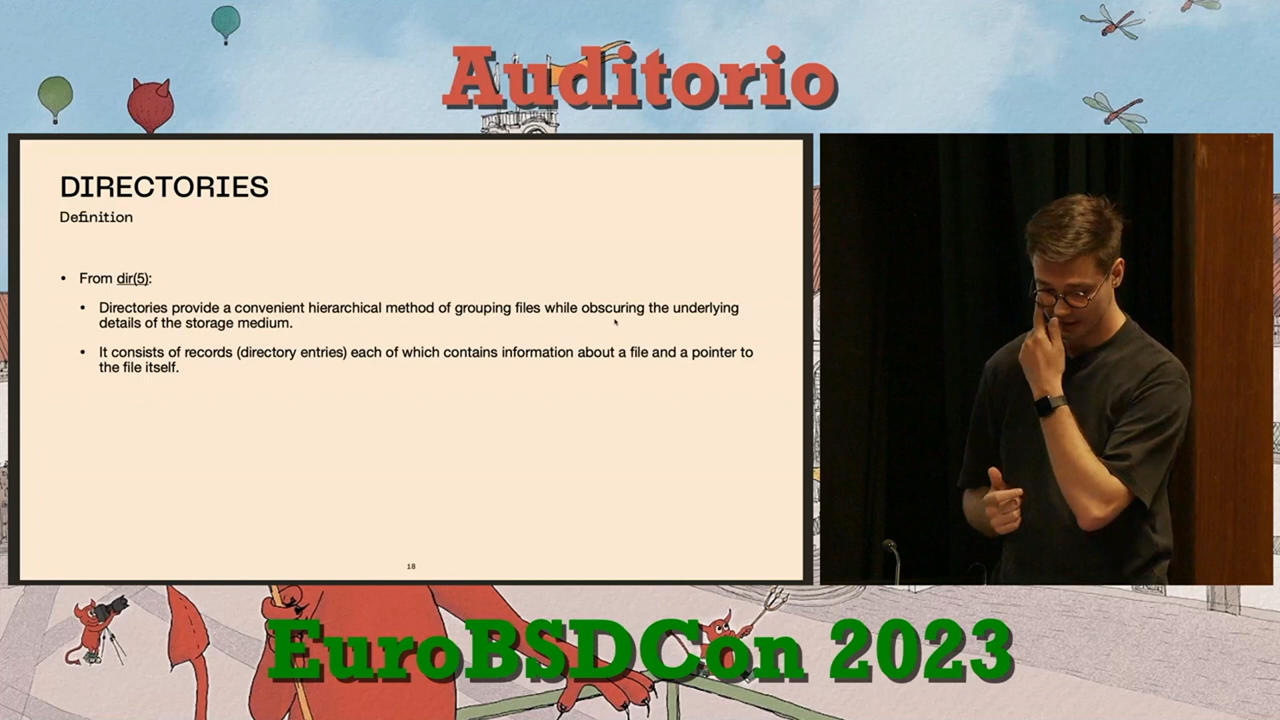 Auditorio
DIRECTORIES
Definition
• From dir(5):
• Directories provide a convenient hierarchical method of grouping files while obscuring the underlying
details of the storage medium.
• It consists of records (directory entries) each of which contains information about a file and a pointer to
the file itself.
18
EuroBSDCon 2023